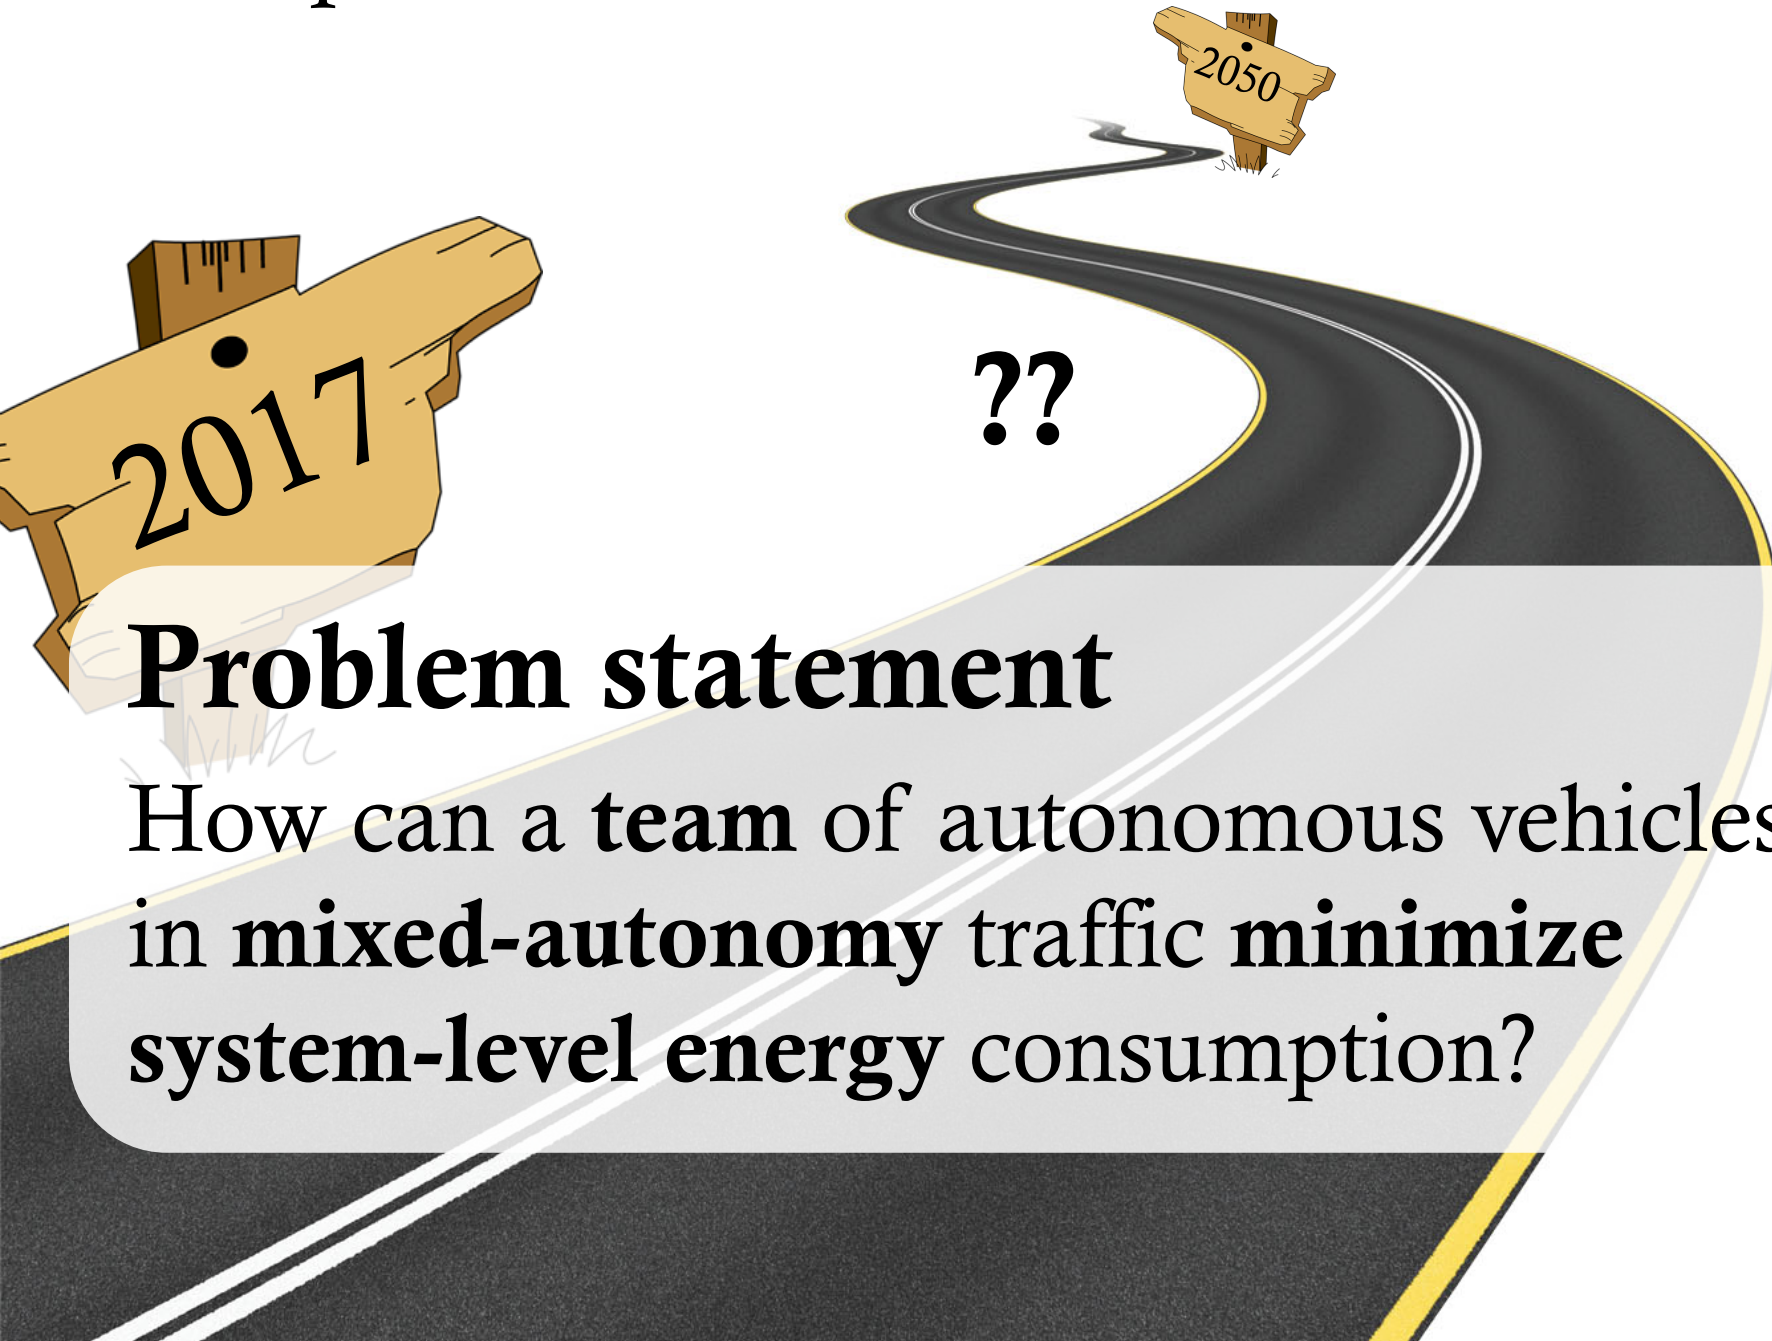 2050
2017
??
Problem statement
How can a team of autonomous vehicles
in mixed-autonomy traffic minimize
system-level energy consumption?